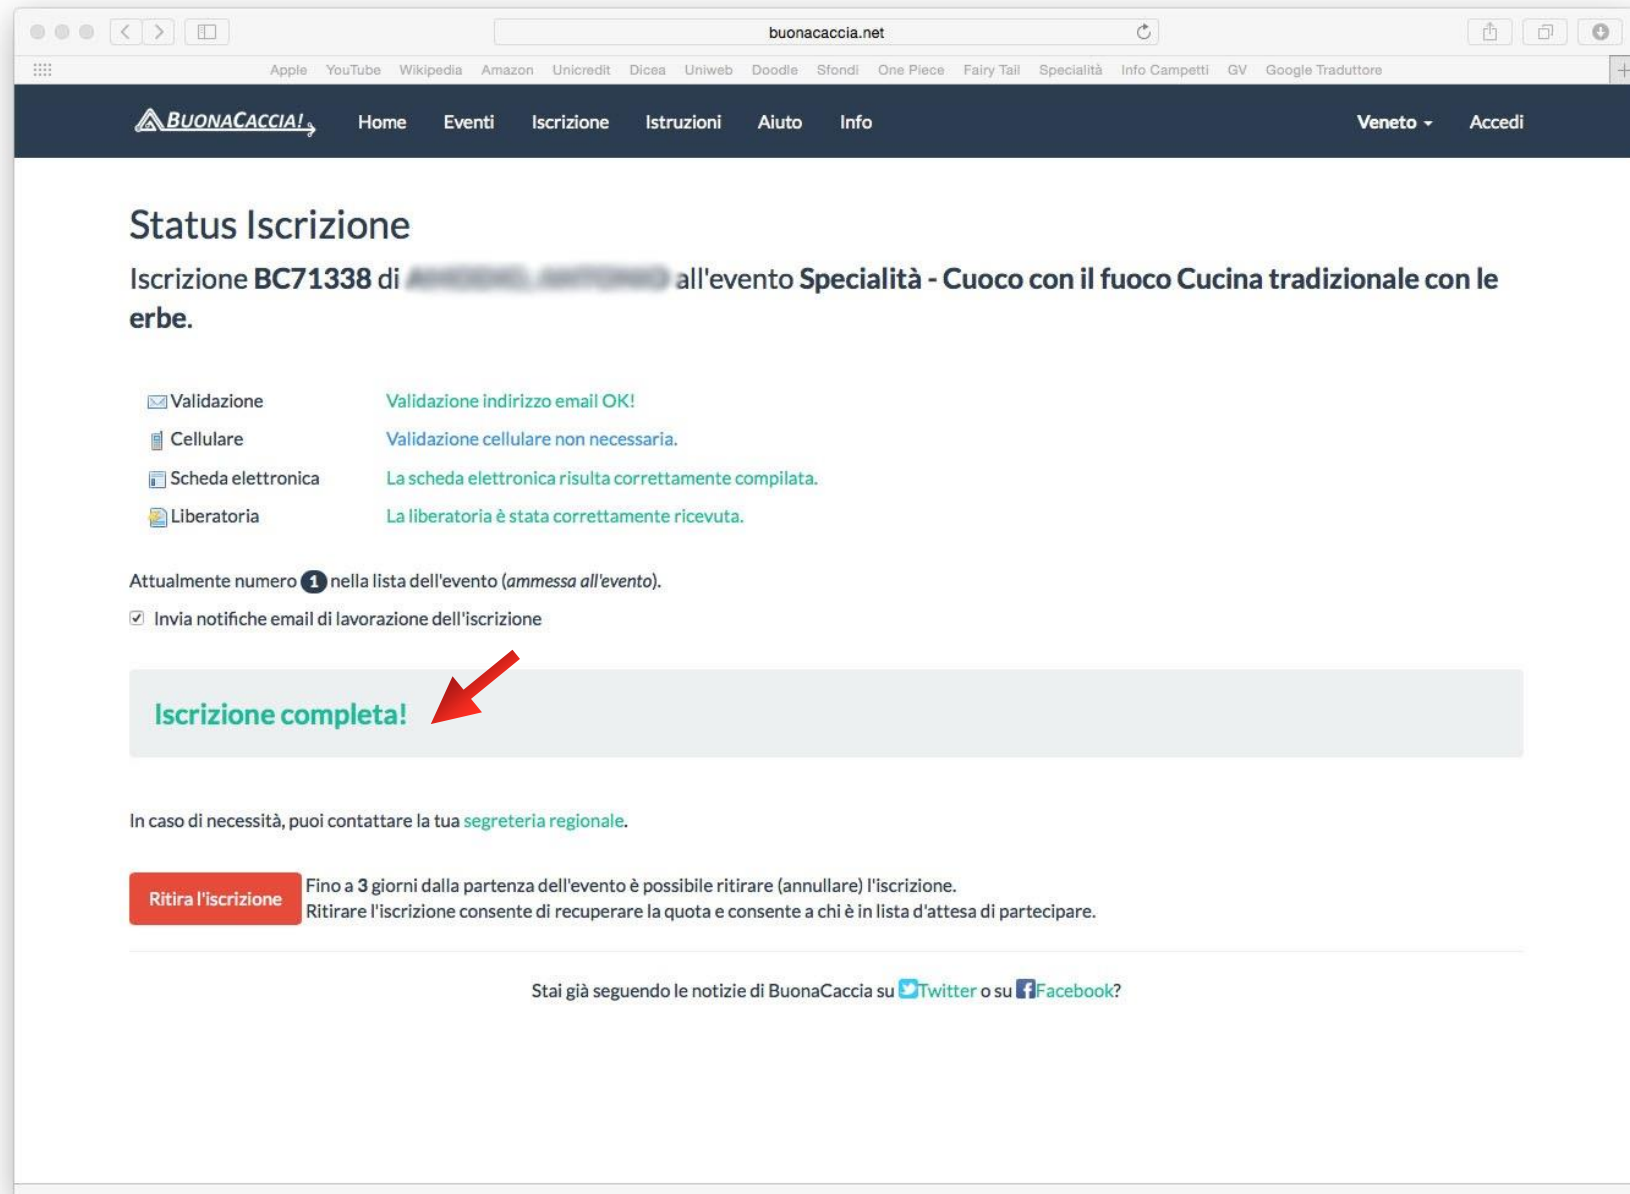 buonacaccia.net
Apple YouTube Wikipedia Amazon Unicredit Dicea Uniweb Doodle Sfondi One Piece Fairy Tail Specialità Info Campetti GV Google Traduttore
BUONACACCIA! Home Eventi Iscrizione Istruzioni Aiuto Info Veneto Accedi
Status Iscrizione
Iscrizione BC71338 di all'evento Specialità - Cuoco con il fuoco Cucina tradizionale con le
erbe.
Validazione Validazione indirizzo email OK!
Cellulare Validazione cellulare non necessaria.
Scheda elettronica La scheda elettronica risulta correttamente compilata.
Liberatoria La liberatoria è stata correttamente ricevuta.
Attualmente numero 1 nella lista dell'evento (ammessa all'evento).
Invia notifiche email di lavorazione dell'iscrizione
Iscrizione completa!
In caso di necessità, puoi contattare la tua segreteria regionale.
Ritira l'iscrizione
Fino a 3 giorni dalla partenza dell'evento è possibile ritirare (annullare) l'iscrizione.
Ritirare l'iscrizione consente di recuperare la quota e consente a chi è in lista d'attesa di partecipare.
Stai già seguendo le notizie di BuonaCaccia su Twitter o su Facebook?